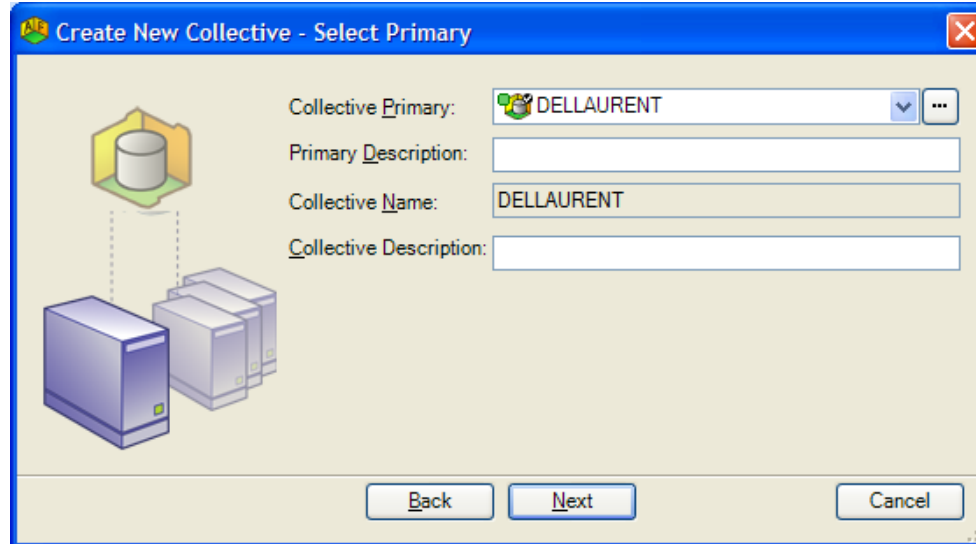 Create New Collective - Select Primary
Collective Primary: DELLAURENT ...
Primary Description:
Collective Name: DELLAURENT
Collective Description:
Back Next Cancel